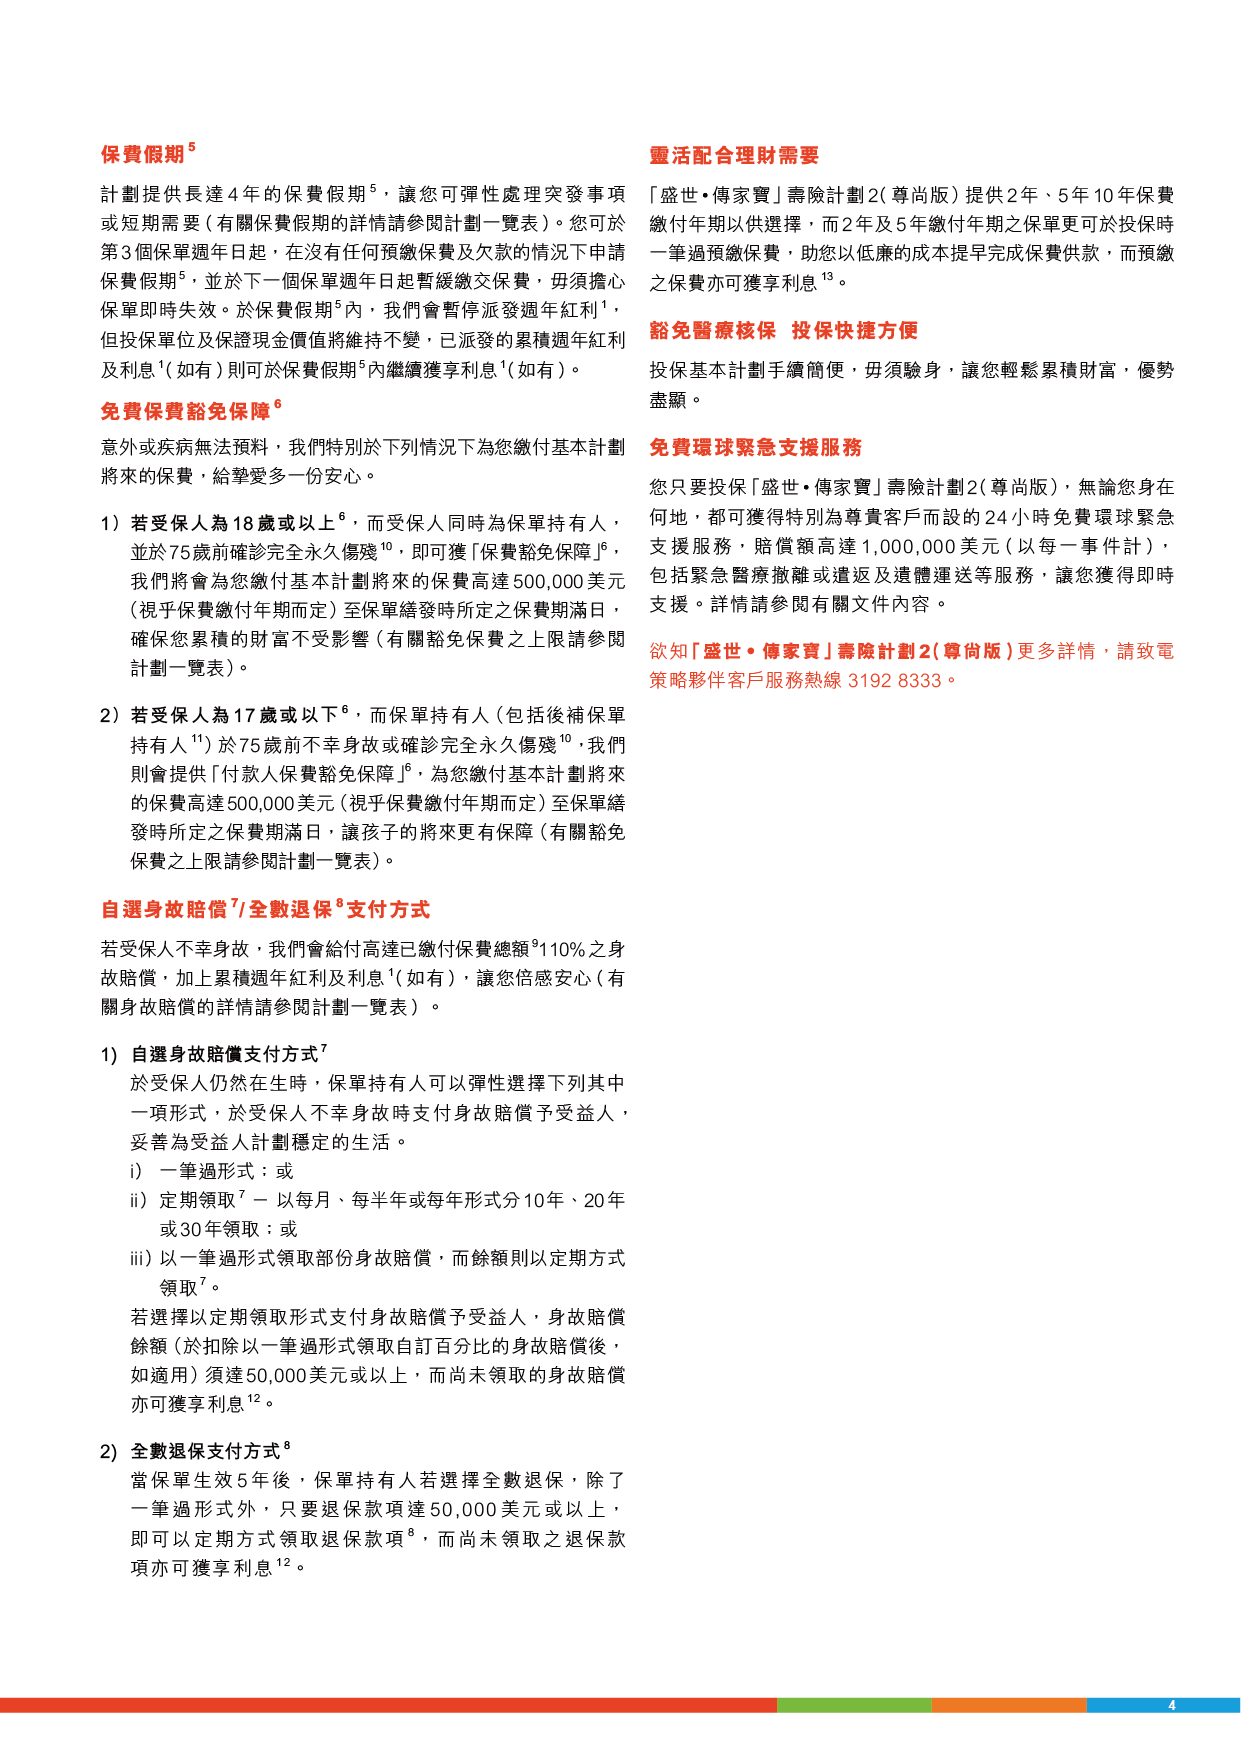 保費假期5
計劃提供長達4年的保費假期5，讓您可彈性處理突發事項
或短期需要（有關保費假期的詳情請參閱計劃一覽表）。您可於
第3個保單週年日起，在沒有任何預繳保費及欠款的情況下申請
保費假期5，並於下一個保單週年日起暫緩繳交保費，毋須擔心
保單即時失效。於保費假期5內，我們會暫停派發週年紅利1，
但投保單位及保證現金價值將維持不變，已派發的累積週年紅利
及利息1（如有）則可於保費假期5內繼續獲享利息1（如有）。
免費保費豁免保障6
意外或疾病無法預料，我們特別於下列情況下為您繳付基本計劃
將來的保費，給摯愛多一份安心。
1）若受保人為18歲或以上6，而受保人同時為保單持有人，
並於75歲前確診完全永久傷殘10，即可獲「保費豁免保障」6，
我們將會為您繳付基本計劃將來的保費高達500,000美元
（視乎保費繳付年期而定）至保單繕發時所定之保費期滿日，
確保您累積的財富不受影響（有關豁免保費之上限請參閱
計劃一覽表）。
2）若受保人為17歲或以下6，而保單持有人（包括後補保單
持有人11）於75歲前不幸身故或確診完全永久傷殘10，我們
則會提供「付款人保費豁免保障」6，為您繳付基本計劃將來
的保費高達500,000美元（視乎保費繳付年期而定）至保單繕
發時所定之保費期滿日，讓孩子的將來更有保障（有關豁免
保費之上限請參閱計劃一覽表）。
自選身故賠償7/全數退保8支付方式
若受保人不幸身故，我們會給付高達已繳付保費總額9110%之身
故賠償，加上累積週年紅利及利息1（如有），讓您倍感安心（有
關身故賠償的詳情請參閱計劃一覽表）。
1) 自選身故賠償支付方式7
於受保人仍然在生時，保單持有人可以彈性選擇下列其中
一項形式，於受保人不幸身故時支付身故賠償予受益人，
妥善為受益人計劃穩定的生活。
i） 一筆過形式；或
ii）定期領取7 － 以每月、每半年或每年形式分10年、20年
或30年領取；或
iii）以一筆過形式領取部份身故賠償，而餘額則以定期方式
領取7。
若選擇以定期領取形式支付身故賠償予受益人，身故賠償
餘額（於扣除以一筆過形式領取自訂百分比的身故賠償後，
如適用）須達50,000美元或以上，而尚未領取的身故賠償
亦可獲享利息12。
2) 全數退保支付方式8
當保單生效5年後，保單持有人若選擇全數退保，除了
一筆過形式外，只要退保款項達50,000美元或以上，
即可以定期方式領取退保款項8，而尚未領取之退保款
項亦可獲享利息12。
靈活配合理財需要
「盛世•傳家寶」壽險計劃2（尊尚版）提供2年、5年10年保費
繳付年期以供選擇，而2年及5年繳付年期之保單更可於投保時
一筆過預繳保費，助您以低廉的成本提早完成保費供款，而預繳
之保費亦可獲享利息13。
豁免醫療核保 投保快捷方便
投保基本計劃手續簡便，毋須驗身，讓您輕鬆累積財富，優勢
盡顯。
免費環球緊急支援服務
您只要投保「盛世•傳家寶」壽險計劃2（尊尚版），無論您身在
何地，都可獲得特別為尊貴客戶而設的24小時免費環球緊急
支援服務，賠償額高達1,000,000美元（以每一事件計），
包括緊急醫療撤離或遣返及遺體運送等服務，讓您獲得即時
支援。詳情請參閱有關文件內容。
欲知「盛世•傳家寶」壽險計劃2（尊尚版）更多詳情，請致電
策略夥伴客戶服務熱線 3192 8333。
4